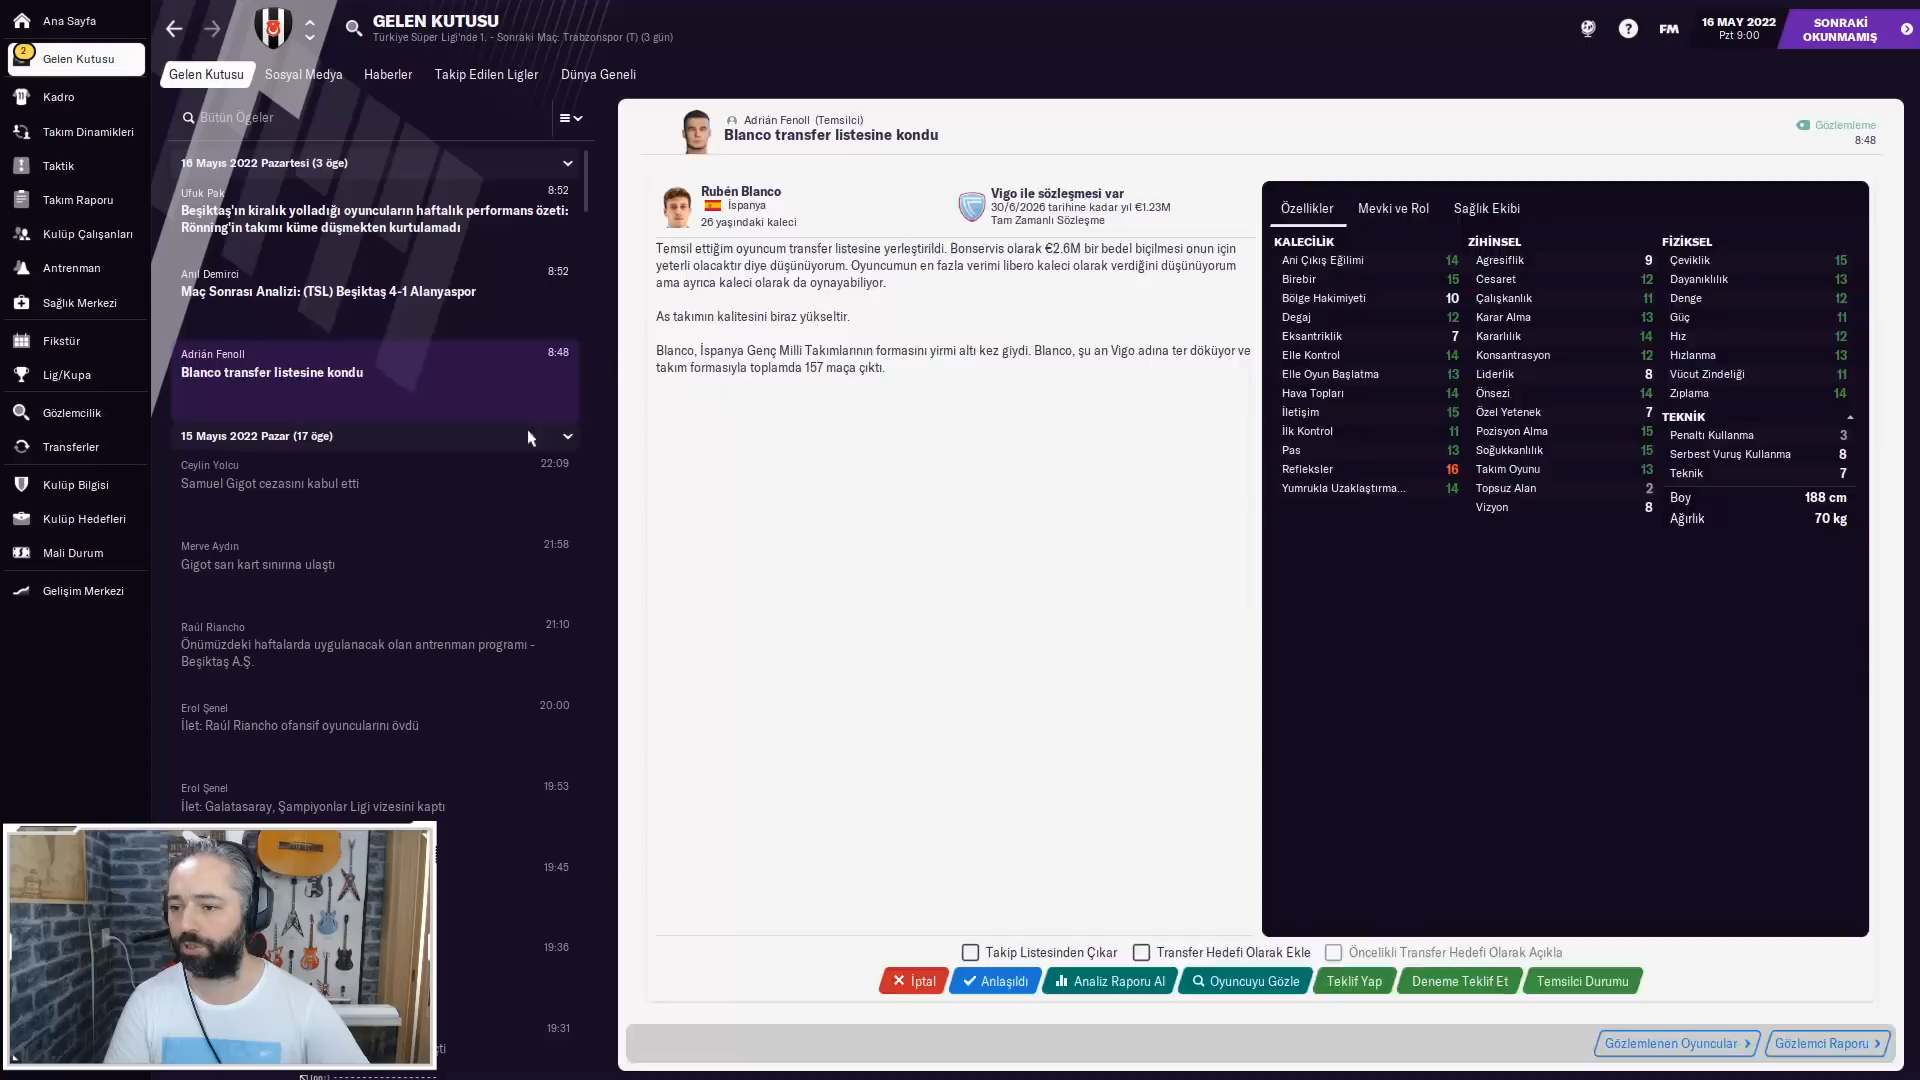 Ana Sayfa
2
Gelen Kutusu
Kadro
Takım Dinamikleri
Taktik
Takım Raporu
Kulüp Çalışanları
Antrenman
Sağlık Merkezi
Fikstür
Lig/Kupa
Gözlemcilik
Transferler
Kulüp Bilgisi
Kulüp Hedefleri
Mali Durum
Gelişim Merkezi
GELEN KUTUSU
Türkiye Süper Ligi'nde 1. - Sonraki Maç: Trabzonspor (T) (3 gün)
FM
16 MAY 2022
Pzt 9:00
SONRAKİ
OKUNMAMIŞ
Gelen Kutusu
Sosyal Medya
Haberler
Takip Edilen Ligler
Dünya Geneli
Bütün Ögeler
16 Mayıs 2022 Pazartesi (3 öge)
Ufuk Pak 8:52
Beşiktaş'ın kiralık yolladığı oyuncuların haftalık performans özeti:
Rönning'in takımı küme düşmekten kurtulamadı
Anıl Demirci 8:52
Maç Sonrası Analizi: (TSL) Beşiktaş 4-1 Alanyaspor
Adrián Fenoll 8:48
Blanco transfer listesine kondu
15 Mayıs 2022 Pazar (17 öge)
Ceylin Yolcu 22:09
Samuel Gigot cezasını kabul etti
Merve Aydın 21:58
Gigot sarı kart sınırına ulaştı
Raúl Riancho 21:10
Önümüzdeki haftalarda uygulanacak olan antrenman programı -
Beşiktaş A.Ş.
Erol Şenel 20:00
İlet: Raúl Riancho ofansif oyuncularını övdü
Erol Şenel 19:53
İlet: Galatasaray, Şampiyonlar Ligi vizesini kaptı
19:45
19:36
19:31
Adrián Fenoll (Temsilci)
Blanco transfer listesine kondu
Gözlemleme
8:48
Rubén Blanco
İspanya
26 yaşındaki kaleci
Vigo ile sözleşmesi var
30/6/2026 tarihine kadar yıl €1.23M
Tam Zamanlı Sözleşme
Temsil ettiğim oyuncum transfer listesine yerleştirildi. Bonservis olarak €2.6M bir bedel biçilmesi onun için
yeterli olacaktır diye düşünüyorum. Oyuncumun en fazla verimi libero kaleci olarak verdiğini düşünüyorum
ama ayrıca kaleci olarak da oynayabiliyor.
As takımın kalitesini biraz yükseltir.
Blanco, İspanya Genç Milli Takımlarının formasını yirmi altı kez giydi. Blanco, şu an Vigo adına ter döküyor ve
takım formasıyla toplamda 157 maça çıktı.
Özellikler
Mevki ve Rol
Sağlık Ekibi
KALECİLİK
Ani Çıkış Eğilimi 14
Birebir 15
Bölge Hakimiyeti 10
Degaj 12
Eksantriklik 7
Elle Kontrol 14
Elle Oyun Başlatma 13
Hava Topları 14
İletişim 15
İlk Kontrol 11
Pas 13
Refleksler 16
Yumrukla Uzaklaştırma... 14
ZİHİNSEL
Agresiflik 9
Cesaret 12
Çalışkanlık 11
Karar Alma 13
Kararlılık 14
Konsantrasyon 12
Liderlik 8
Önsezi 14
Özel Yetenek 7
Pozisyon Alma 15
Soğukkanlılık 15
Takım Oyunu 13
Topsuz Alan 2
Vizyon 8
FİZİKSEL
Çeviklik 15
Dayanıklılık 13
Denge 12
Güç 11
Hız 12
Hızlanma 13
Vücut Zindeliği 11
Zıplama 14
TEKNİK
Penaltı Kullanma 3
Serbest Vuruş Kullanma 8
Teknik 7
Boy 188 cm
Ağırlık 70 kg
Takip Listesinden Çıkar
Transfer Hedefi Olarak Ekle
Öncelikli Transfer Hedefi Olarak Açıkla
İptal
Anlaşıldı
Analiz Raporu Al
Oyuncuyu Gözle
Teklif Yap
Deneme Teklif Et
Temsilci Durumu
Gözlemlenen Oyuncular
Gözlemci Raporu